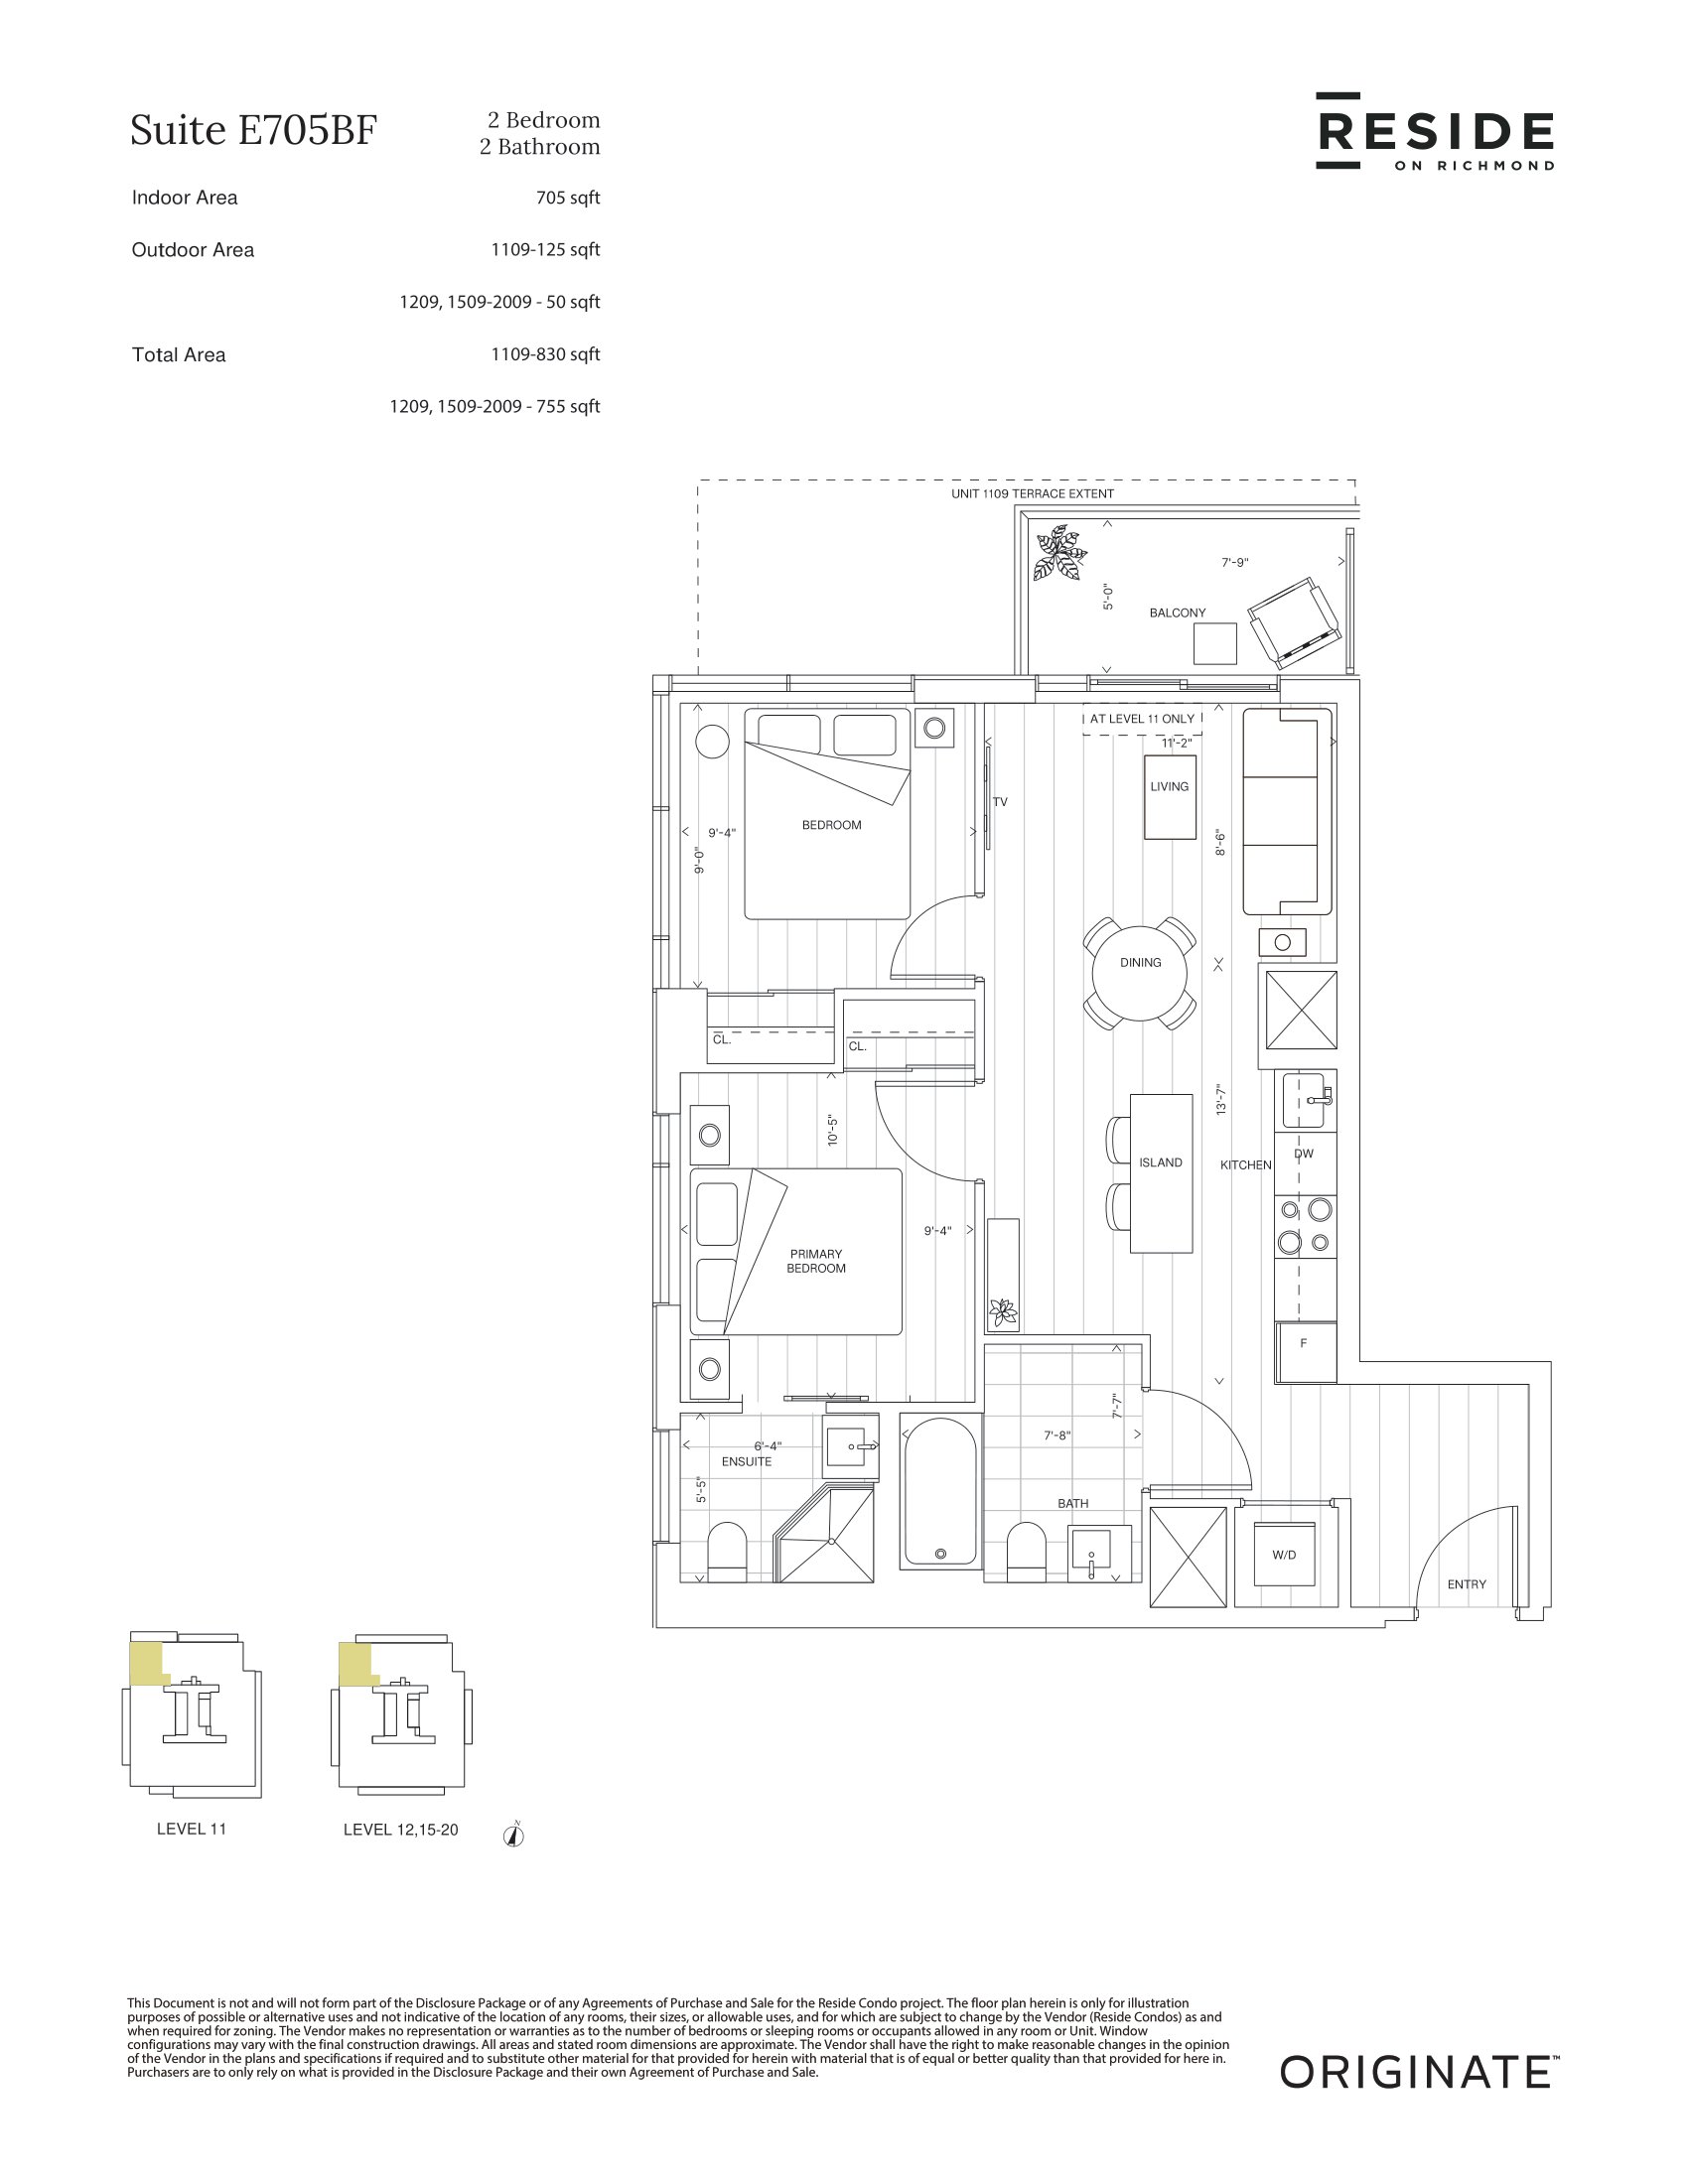 Suite E705BF
2 Bedroom
2 Bathroom
RESIDE
ON RICHMOND
Indoor Area 705 sqft
Outdoor Area 1109-125 sqft
1209, 1509-2009 - 50 sqft
Total Area 1109-830 sqft
1209, 1509-2009 - 755 sqft
UNIT 1109 TERRACE EXTENT
7'-9"
5'-0"
BALCONY
AT LEVEL 11 ONLY
11'-2"
LIVING
TV
BEDROOM
9'-4"
9'-0"
8'-6"
DINING
CL.
CL.
10'-5"
13'-7"
ISLAND
KITCHEN
DW
9'-4"
PRIMARY
BEDROOM
F
7'-7"
7'-8"
6'-4"
ENSUITE
5'-5"
BATH
W/D
ENTRY
LEVEL 11
LEVEL 12,15-20
N
This Document is not and will not form part of the Disclosure Package or of any Agreements of Purchase and Sale for the Reside Condo project. The floor plan herein is only for illustration
purposes of possible or alternative uses and not indicative of the location of any rooms, their sizes, or allowable uses, and for which are subject to change by the Vendor (Reside Condos) as and
when required for zoning. The Vendor makes no representation or warranties as to the number of bedrooms or sleeping rooms or occupants allowed in any room or Unit. Window
configurations may vary with the final construction drawings. All areas and stated room dimensions are approximate. The Vendor shall have the right to make reasonable changes in the opinion
of the Vendor in the plans and specifications if required and to substitute other material for that provided for herein with material that is of equal or better quality than that provided for here in.
Purchasers are to only rely on what is provided in the Disclosure Package and their own Agreement of Purchase and Sale.
ORIGINATE™